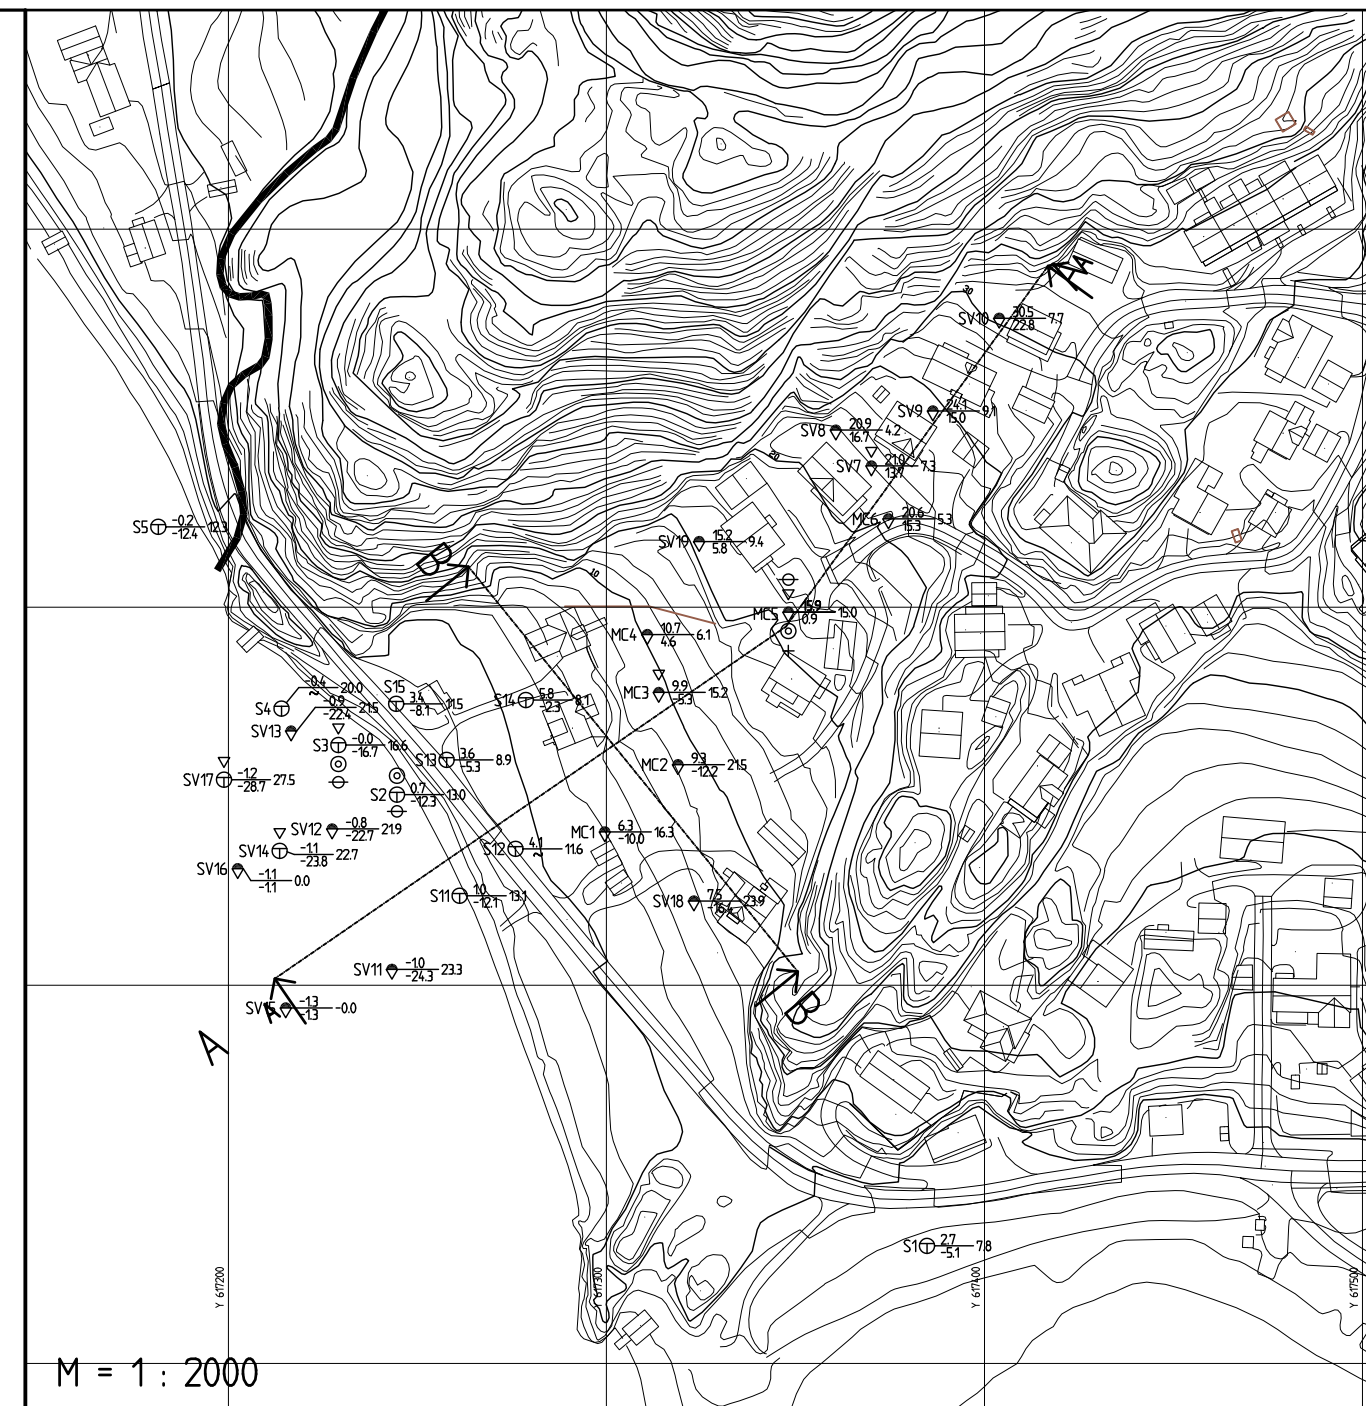 A
A
30
SV10 30.5 7.7
22.8
SV9 24.1 9.1
15.0
SV8 20.9 4.2
16.7
20
SV7 21.0 7.3
13.7
MC6 20.6 5.3
15.3
S5 -0.2 12.3
-12.4
SV19 15.2 9.4
5.8
B
10
MC5 15.9 15.0
0.9
MC4 10.7 6.1
4.6
S4 -0.4 20.0
~
S15 3.4 11.5
-8.1
S14 5.8 8.1
-2.3
MC3 9.9 15.2
-5.3
SV13 -0.9 21.5
-22.4
S3 -0.0 16.6
-16.7
S13 3.6 8.9
-5.3
MC2 9.3 21.5
-12.2
SV17 -1.2 27.5
-28.7
S2 0.7 13.0
-12.3
SV12 -0.8 21.9
-22.7
MC1 6.3 16.3
-10.0
SV14 -1.1 22.7
-23.8
S12 4.1 11.6
~
SV16 -1.1 0.0
-1.1
S11 1.0 13.1
-12.1
SV18 7.5 23.9
-16.4
SV11 -1.0 23.3
-24.3
SV15 -1.3 -0.0
-1.3
A
B
A
S1 2.7 7.8
-5.1
Y 617200
Y 617300
Y 617400
Y 617500
M = 1 : 2000